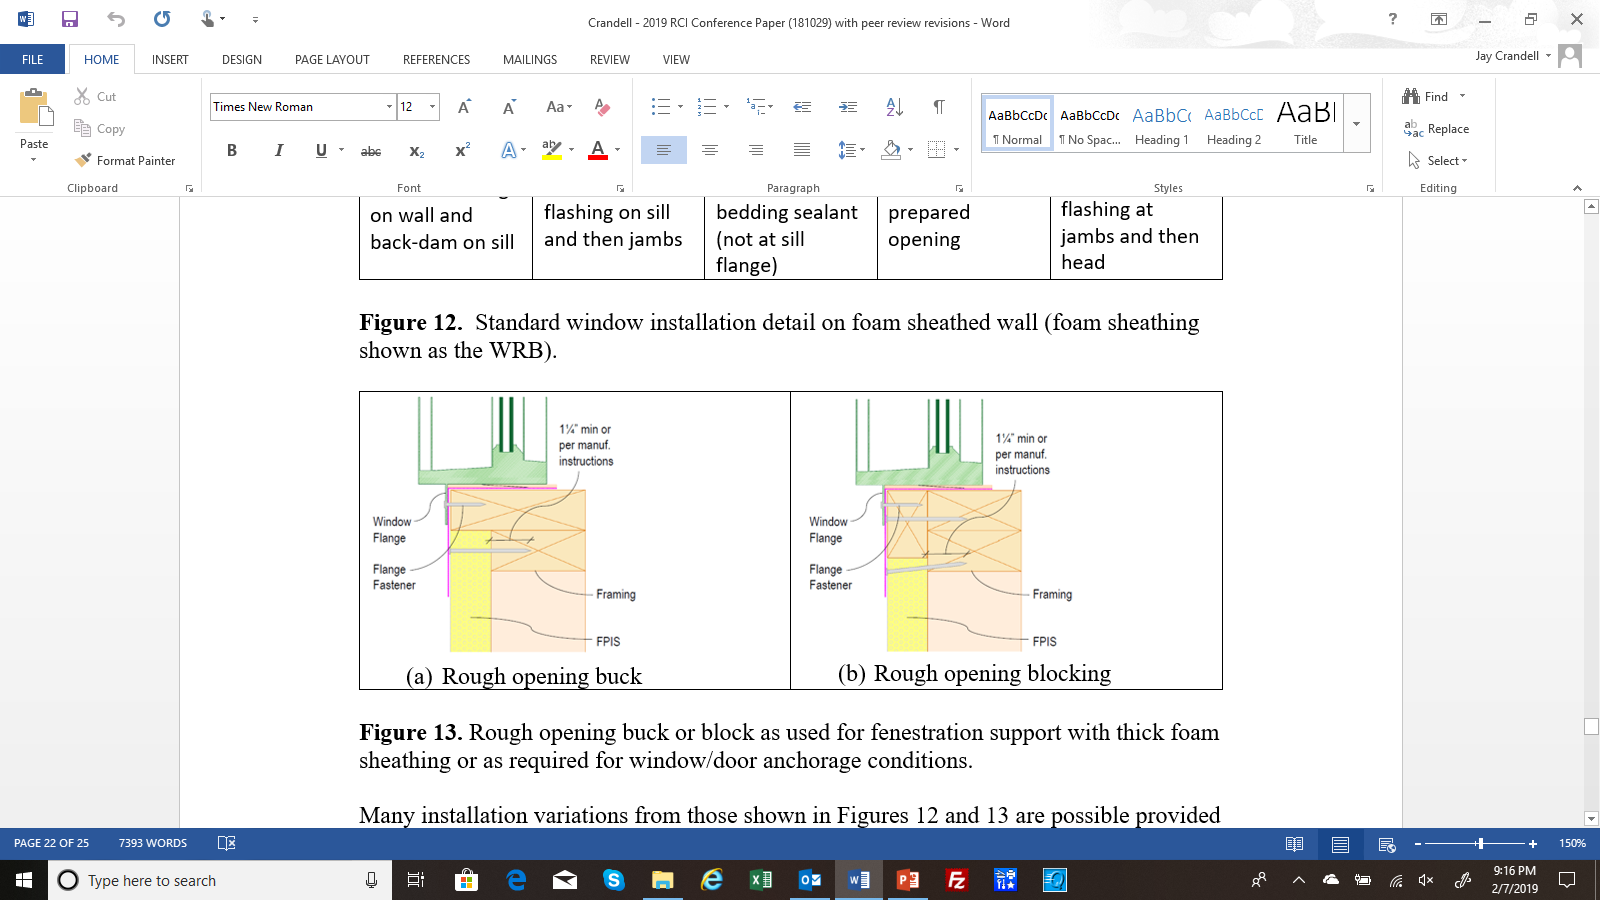 Crandell - 2019 RCI Conference Paper (181029) with peer review revisions - Word
FILE HOME INSERT DESIGN PAGE LAYOUT REFERENCES MAILINGS REVIEW VIEW
Jay Crandell
Paste
Cut
Copy
Format Painter
Clipboard
Times New Roman 12
Font
Paragraph
AaBbCcDc AaBbCcDc AaBbC AaBbCcC AaB
¶ Normal ¶ No Spac... Heading 1 Heading 2 Title
Styles
Find
Replace
Select
Editing
on wall and
back-dam on sill
flashing on sill
and then jambs
bedding sealant
(not at sill
flange)
prepared
opening
flashing at
jambs and then
head
Figure 12. Standard window installation detail on foam sheathed wall (foam sheathing
shown as the WRB).
1¼" min or
per manuf.
instructions
Window
Flange
Flange
Fastener
Framing
FPIS
(a) Rough opening buck
1¼" min or
per manuf.
instructions
Window
Flange
Flange
Fastener
Framing
FPIS
(b) Rough opening blocking
Figure 13. Rough opening buck or block as used for fenestration support with thick foam
sheathing or as required for window/door anchorage conditions.
Many installation variations from those shown in Figures 12 and 13 are possible provided
PAGE 22 OF 25 7393 WORDS
150%
Type here to search
9:16 PM
2/7/2019